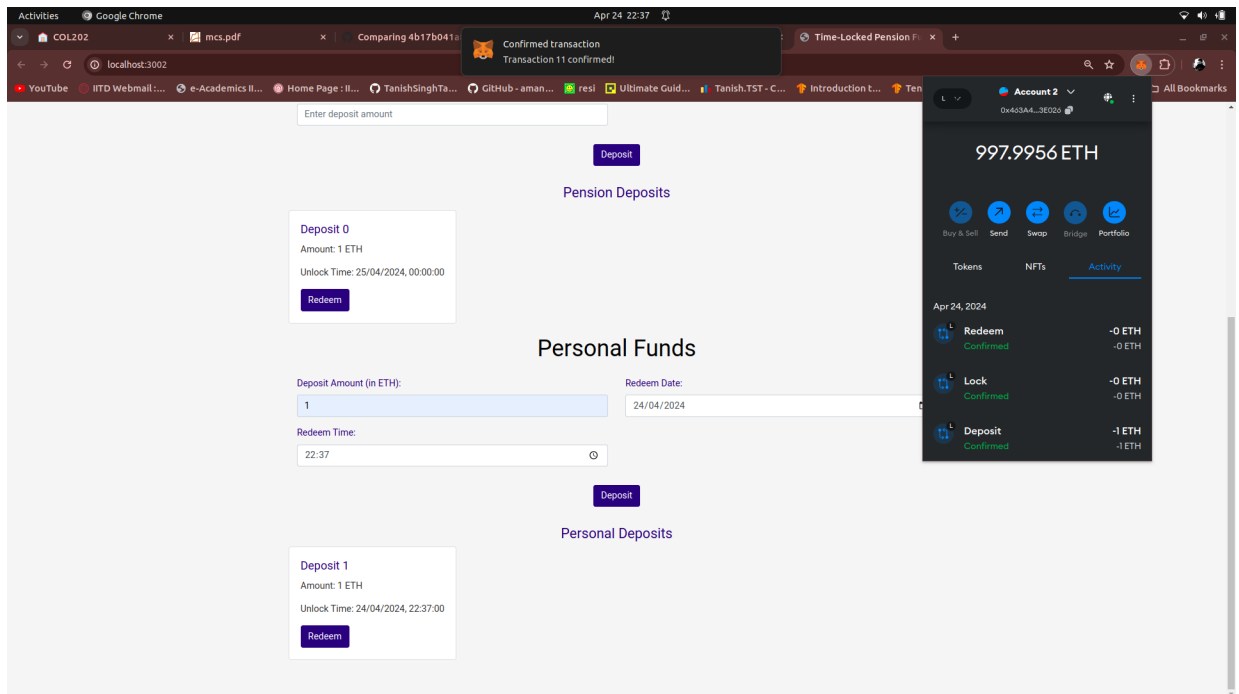 Activities Google Chrome Apr 24 22:37
COL202 mcs.pdf Comparing 4b17b041a Time-Locked Pension Fu
Confirmed transaction
Transaction 11 confirmed!
localhost:3002
YouTube IITD Webmail :... e-Academics II... Home Page : II... TanishSinghTa... GitHub - aman... resi Ultimate Guid... Tanish.TST - C... Introduction t... Ten All Bookmarks
L Account 2
0x463A4...3E026
997.9956 ETH
Buy & Sell Send Swap Bridge Portfolio
Tokens NFTs Activity
Apr 24, 2024
L Redeem -0 ETH
Confirmed -0 ETH
L Lock -0 ETH
Confirmed -0 ETH
L Deposit -1 ETH
Confirmed -1 ETH
Enter deposit amount
Deposit
Pension Deposits
Deposit 0
Amount: 1 ETH
Unlock Time: 25/04/2024, 00:00:00
Redeem
Personal Funds
Deposit Amount (in ETH): Redeem Date:
1 24/04/2024
Redeem Time:
22:37
Deposit
Personal Deposits
Deposit 1
Amount: 1 ETH
Unlock Time: 24/04/2024, 22:37:00
Redeem